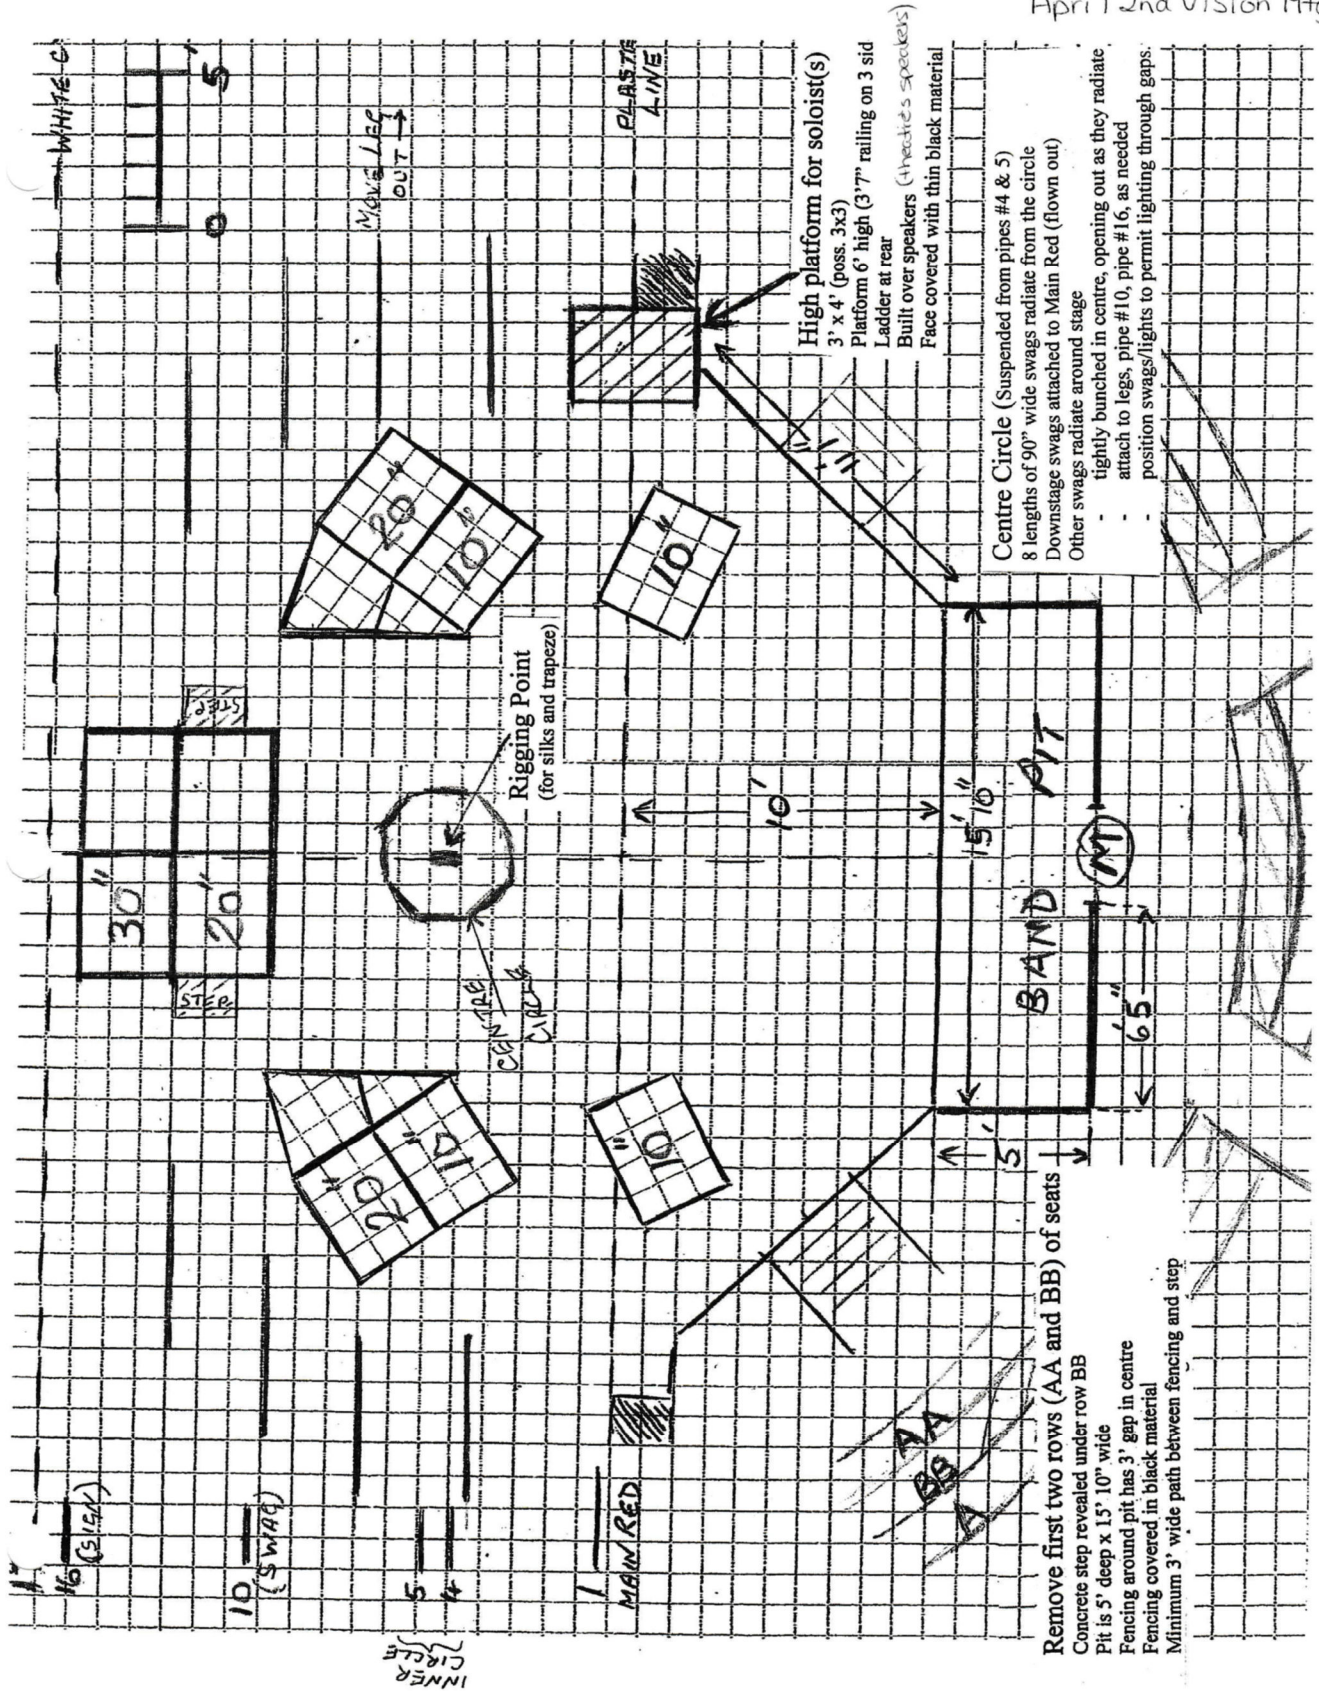 April 2nd Vision Mtg
WHITE C
0 5'
MOVE LEG
OUT →
PLASTE
LINE
High platform for soloist(s)
3' x 4' (poss. 3x3)
Platform 6' high (3'7" railing on 3 sid
Ladder at rear
Built over speakers (theatres speakers)
Face covered with thin black material
Centre Circle (Suspended from pipes #4 & 5)
8 lengths of 90" wide swags radiate from the circle
Downstage swags attached to Main Red (flown out)
Other swags radiate around stage
- tightly bunched in centre, opening out as they radiate
- attach to legs, pipe #10, pipe #16, as needed
- position swags/lights to permit lighting through gaps.
30"
20"
STEP
STEP
20"
10"
10"
20"
10"
10"
Rigging Point
(for silks and trapeze)
CENTRE
CIRCLE
10'
11'
15'10"
BAND PIT
M
65"
5'
16 (SIGN)
10
(SWAG)
5
4
INNER
CIRCLE
1
MAIN RED
AA
BB
A
Remove first two rows (AA and BB) of seats
Concrete step revealed under row BB
Pit is 5' deep x 15' 10" wide
Fencing around pit has 3' gap in centre
Fencing covered in black material
Minimum 3' wide path between fencing and step